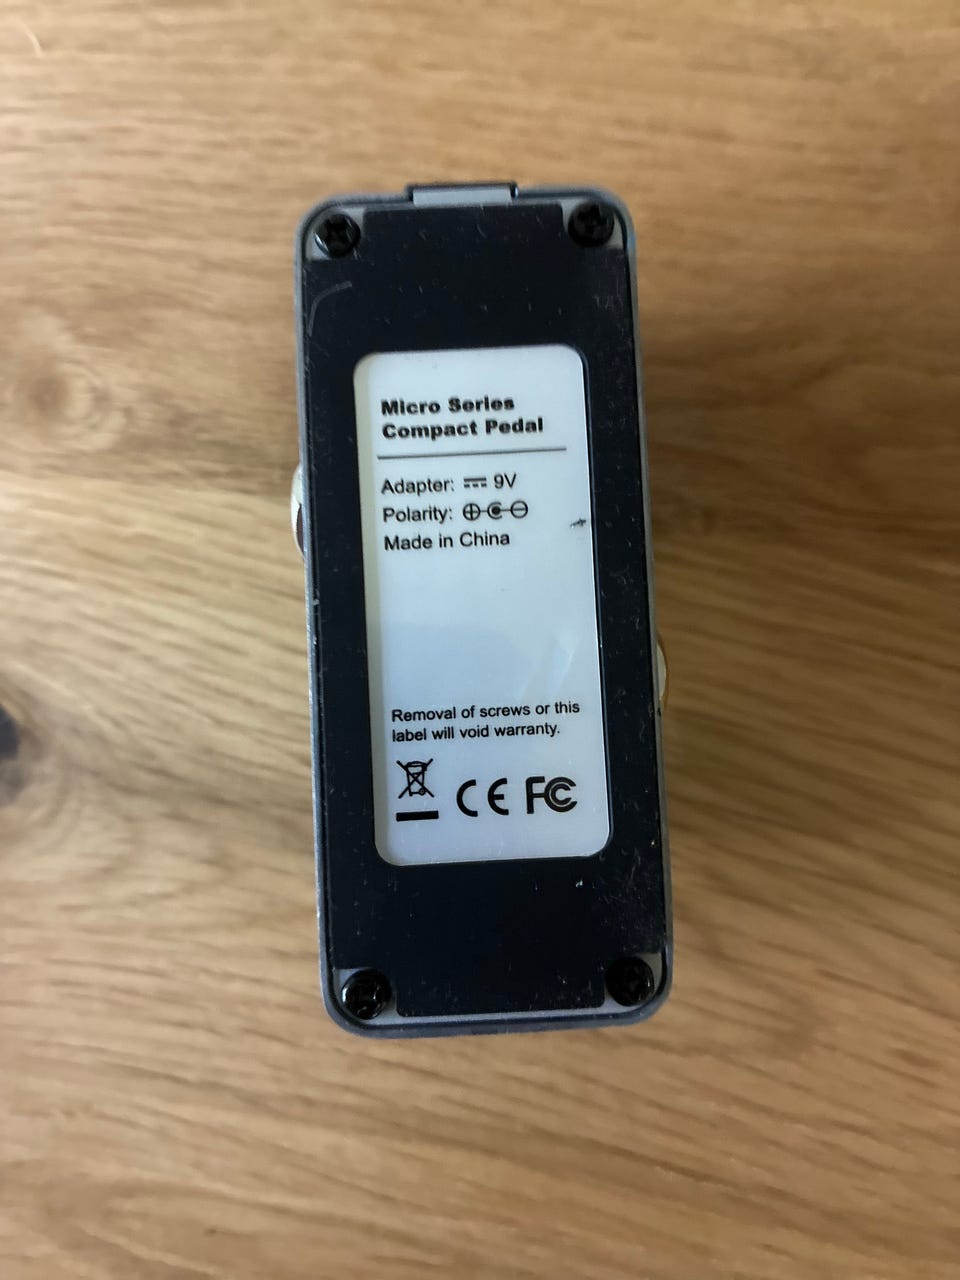 Micro Series
Compact Pedal
Adapter: 9V
Polarity:
Made in China
Removal of screws or this
label will void warranty.
CE FC